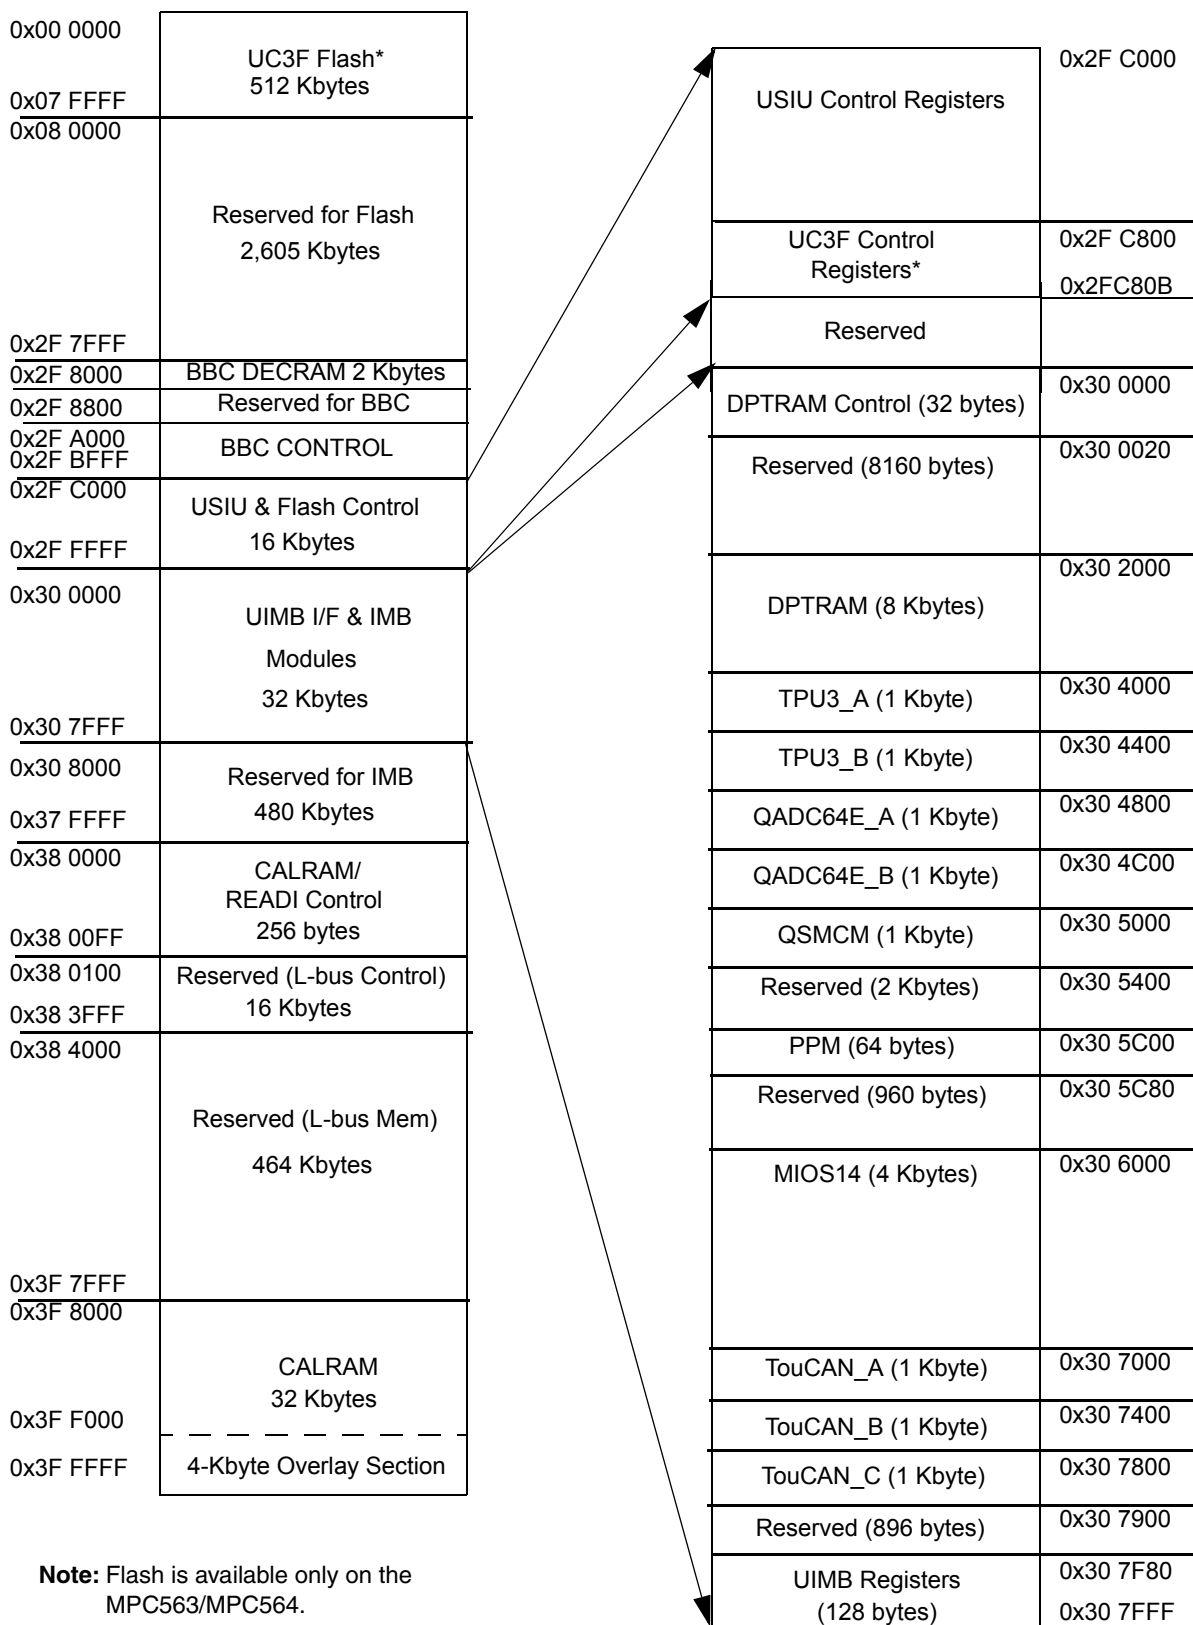 0x00 0000
UC3F Flash*
512 Kbytes
0x07 FFFF
0x08 0000
Reserved for Flash
2,605 Kbytes
0x2F 7FFF
0x2F 8000
BBC DECRAM 2 Kbytes
0x2F 8800
Reserved for BBC
0x2F A000
BBC CONTROL
0x2F BFFF
0x2F C000
USIU & Flash Control
16 Kbytes
0x2F FFFF
0x30 0000
UIMB I/F & IMB
Modules
32 Kbytes
0x30 7FFF
0x30 8000
Reserved for IMB
480 Kbytes
0x37 FFFF
0x38 0000
CALRAM/
READI Control
256 bytes
0x38 00FF
0x38 0100
Reserved (L-bus Control)
16 Kbytes
0x38 3FFF
0x38 4000
Reserved (L-bus Mem)
464 Kbytes
0x3F 7FFF
0x3F 8000
CALRAM
32 Kbytes
0x3F F000
4-Kbyte Overlay Section
0x3F FFFF
Note: Flash is available only on the
MPC563/MPC564.
USIU Control Registers
0x2F C000
UC3F Control
Registers*
0x2F C800
0x2FC80B
Reserved
DPTRAM Control (32 bytes)
0x30 0000
Reserved (8160 bytes)
0x30 0020
DPTRAM (8 Kbytes)
0x30 2000
TPU3_A (1 Kbyte)
0x30 4000
TPU3_B (1 Kbyte)
0x30 4400
QADC64E_A (1 Kbyte)
0x30 4800
QADC64E_B (1 Kbyte)
0x30 4C00
QSMCM (1 Kbyte)
0x30 5000
Reserved (2 Kbytes)
0x30 5400
PPM (64 bytes)
0x30 5C00
Reserved (960 bytes)
0x30 5C80
MIOS14 (4 Kbytes)
0x30 6000
TouCAN_A (1 Kbyte)
0x30 7000
TouCAN_B (1 Kbyte)
0x30 7400
TouCAN_C (1 Kbyte)
0x30 7800
Reserved (896 bytes)
0x30 7900
UIMB Registers
(128 bytes)
0x30 7F80
0x30 7FFF